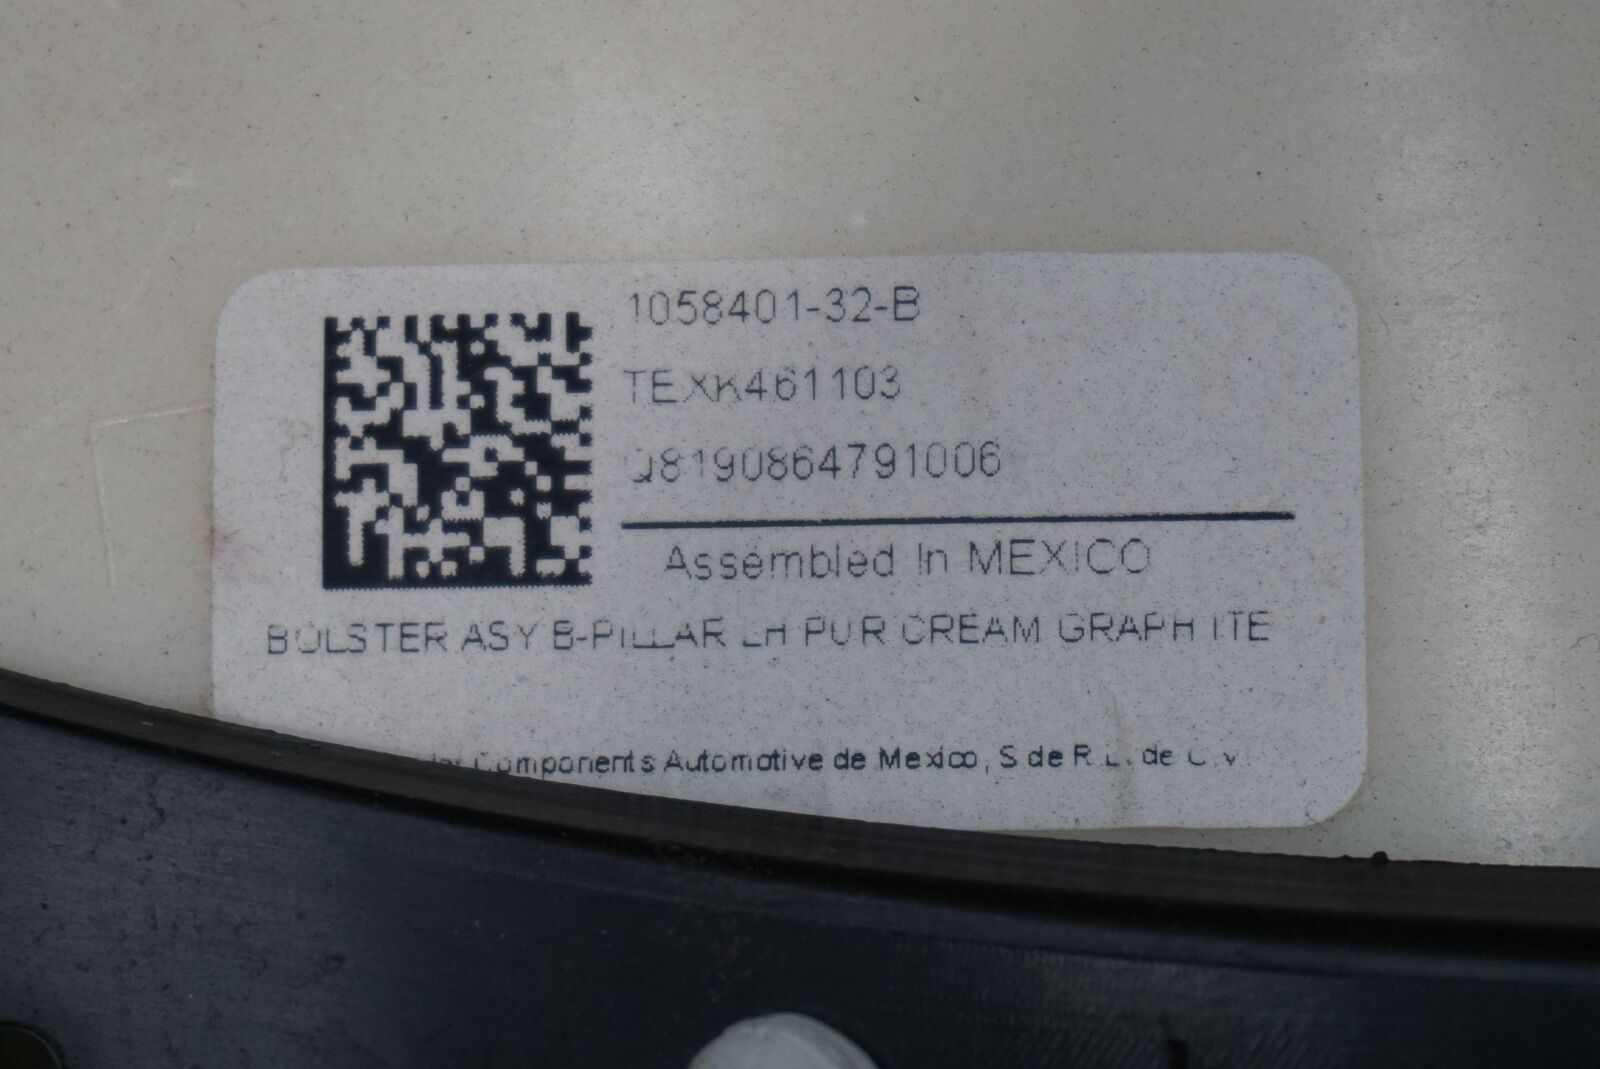 1058401-32-B
TEXK461103
Q8190864791006
Assembled In MEXICO
BOLSTER ASY B-PILLAR LH PUR CREAM GRAPHITE
Components Automotive de Mexico, S de R.L. de C.V.